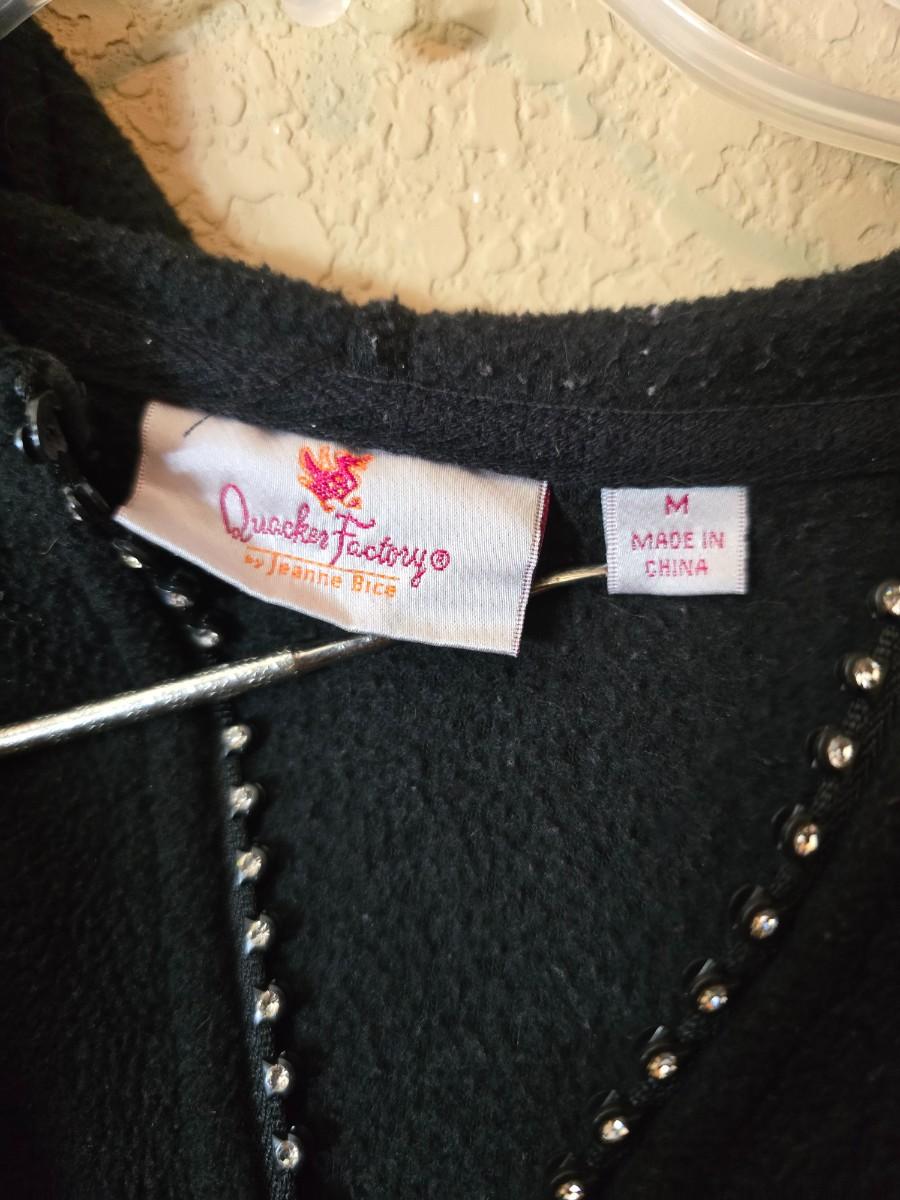 Quacker Factory®
by Jeanne Bice
M
MADE IN
CHINA